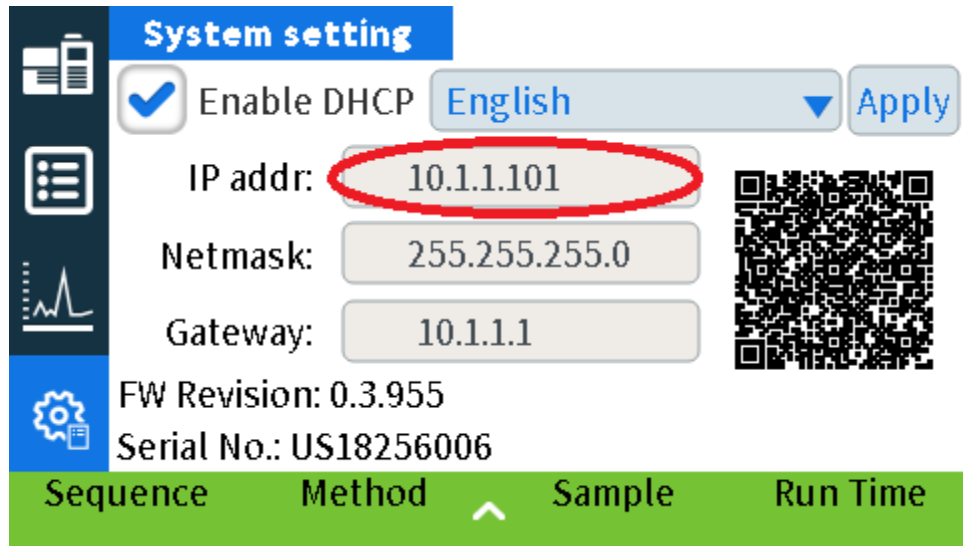 System setting
Enable DHCP English Apply
IP addr: 10.1.1.101
Netmask: 255.255.255.0
Gateway: 10.1.1.1
FW Revision: 0.3.955
Serial No.: US18256006
Sequence Method Sample Run Time